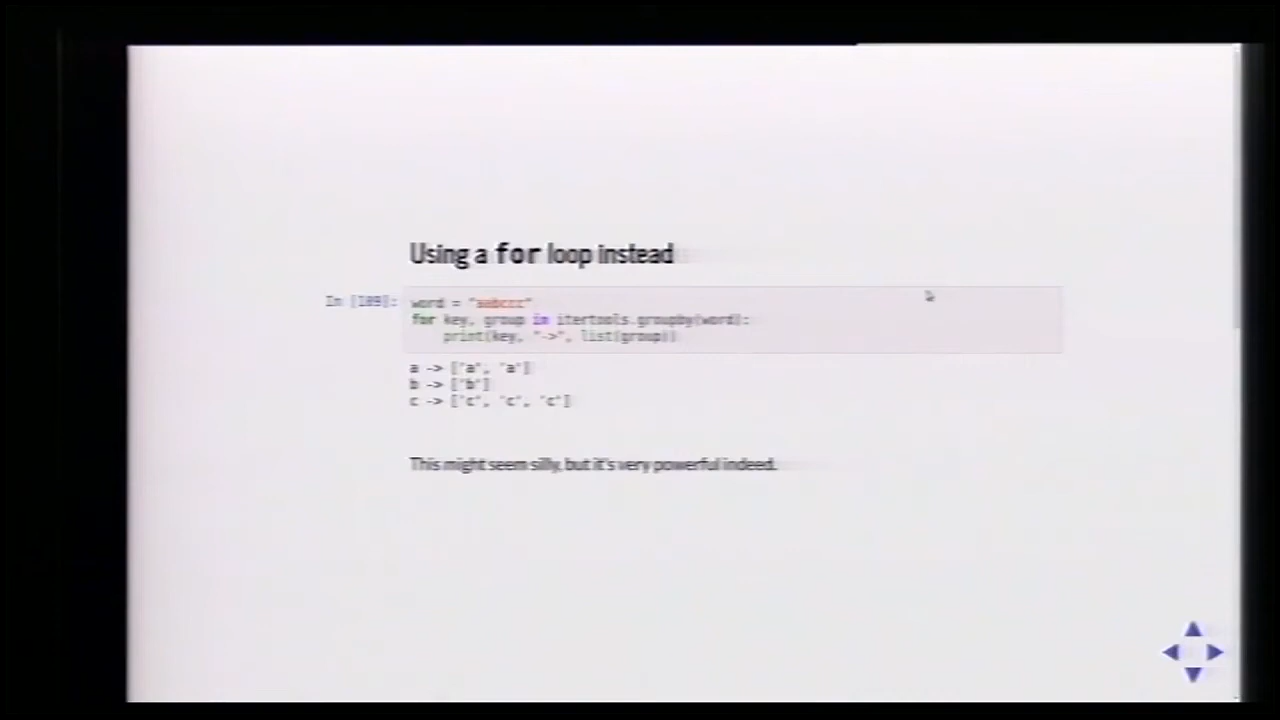 Using a for loop instead
In [109]:
word = "aabccc"
for key, group in itertools.groupby(word):
print(key, "->", list(group))
a -> ['a', 'a']
b -> ['b']
c -> ['c', 'c', 'c']
This might seem silly, but it's very powerful indeed.